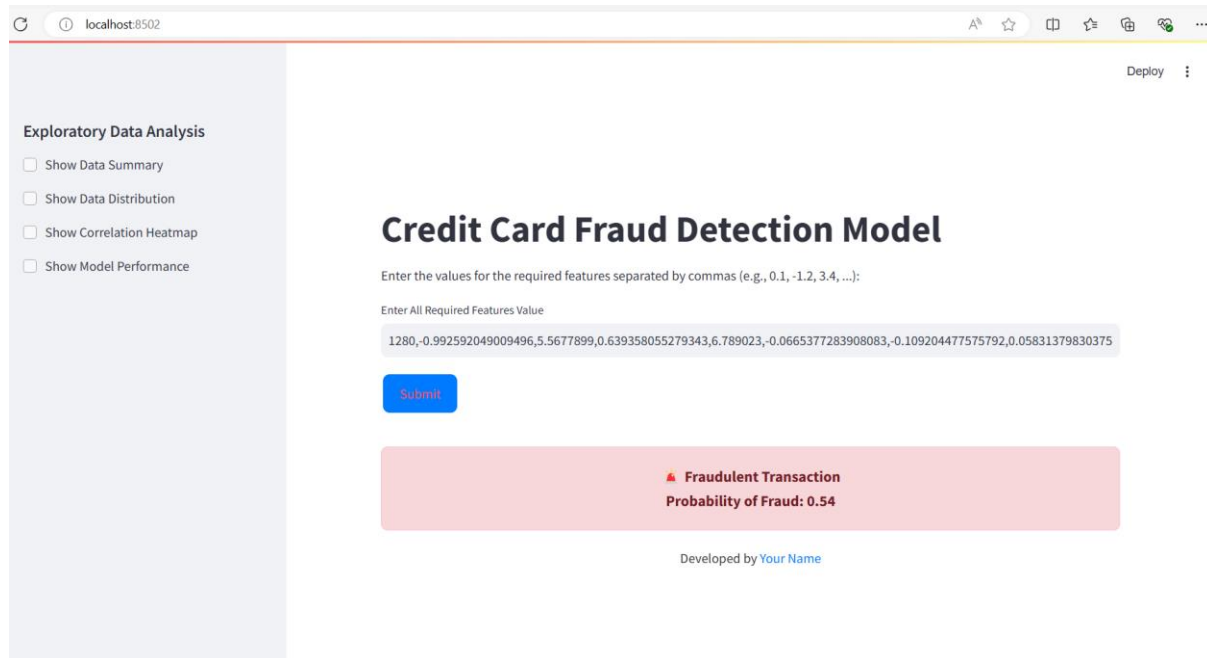 localhost:8502
Deploy
Exploratory Data Analysis
Show Data Summary
Show Data Distribution
Show Correlation Heatmap
Show Model Performance
Credit Card Fraud Detection Model
Enter the values for the required features separated by commas (e.g., 0.1, -1.2, 3.4, ...):
Enter All Required Features Value
1280,-0.992592049009496,5.5677899,0.639358055279343,6.789023,-0.0665377283908083,-0.109204477575792,0.05831379830375
Submit
Fraudulent Transaction
Probability of Fraud: 0.54
Developed by Your Name